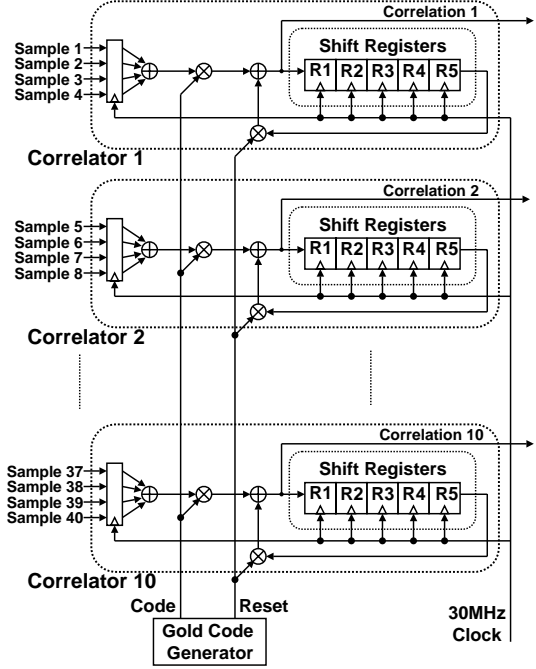 Correlation 1
Sample 1
Sample 2
Sample 3
Sample 4
Shift Registers
R1 R2 R3 R4 R5
Correlator 1
Correlation 2
Sample 5
Sample 6
Sample 7
Sample 8
Shift Registers
R1 R2 R3 R4 R5
Correlator 2
Correlation 10
Sample 37
Sample 38
Sample 39
Sample 40
Shift Registers
R1 R2 R3 R4 R5
Correlator 10
Code
Reset
Gold Code
Generator
30MHz
Clock